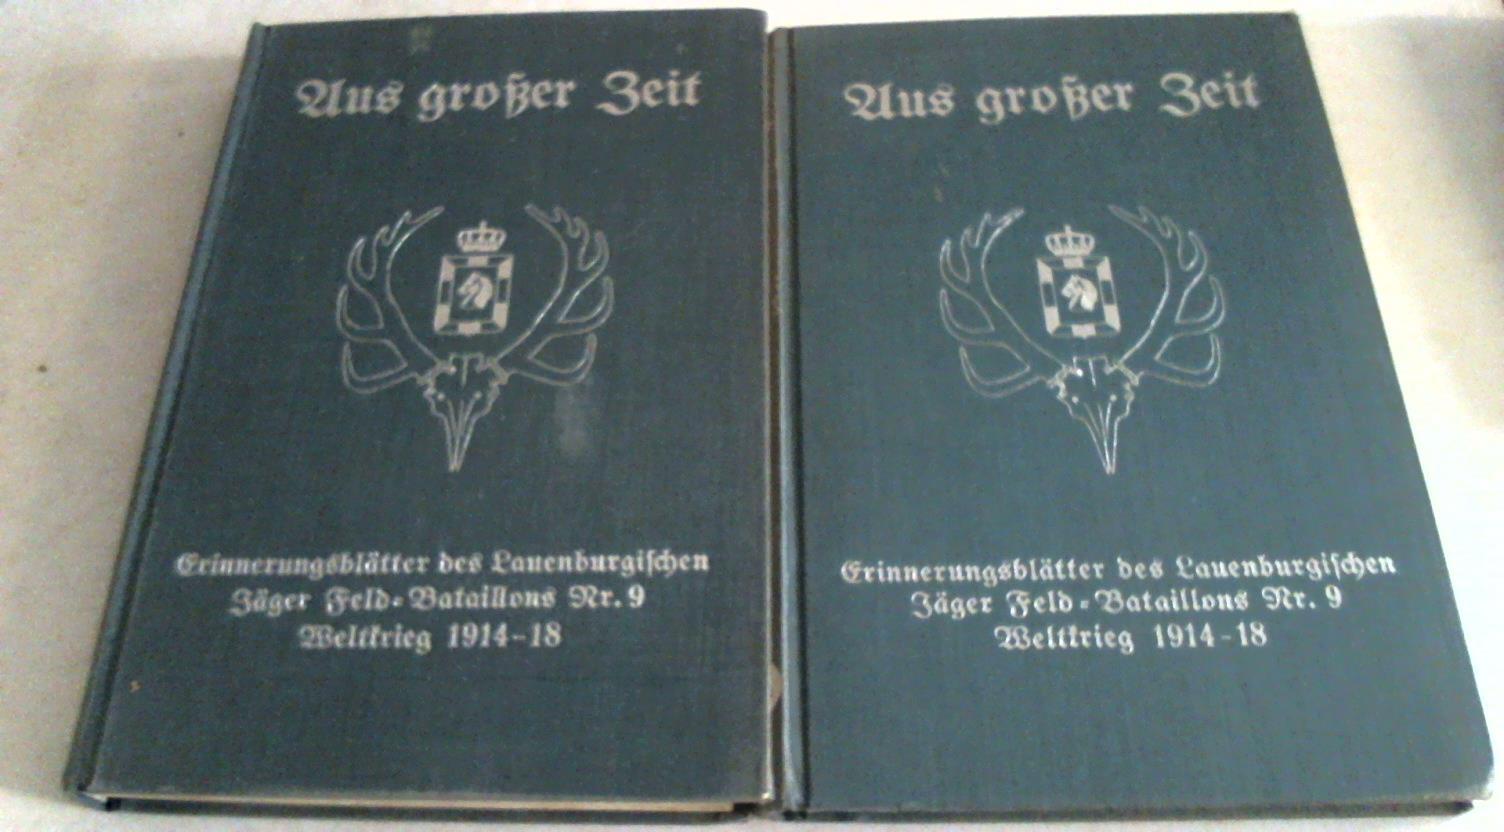 Aus großer Zeit
Erinnerungsblätter des Lauenburgischen
Jäger Feld-Bataillons Nr. 9
Weltkrieg 1914-18
Aus großer Zeit
Erinnerungsblätter des Lauenburgischen
Jäger Feld-Bataillons Nr. 9
Weltkrieg 1914-18